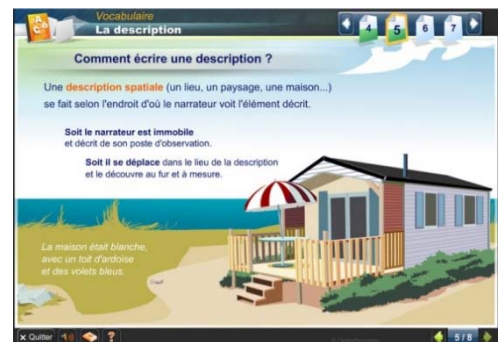 Vocabulaire
La description
4 5 6 7
Comment écrire une description ?
Une description spatiale (un lieu, un paysage, une maison...)
se fait selon l'endroit d'où le narrateur voit l'élément décrit.
Soit le narrateur est immobile
et décrit de son poste d'observation.
Soit il se déplace dans le lieu de la description
et le découvre au fur et à mesure.
La maison était blanche,
avec un toit d'ardoise
et des volets bleus.
x Quitter ?
5 / 8